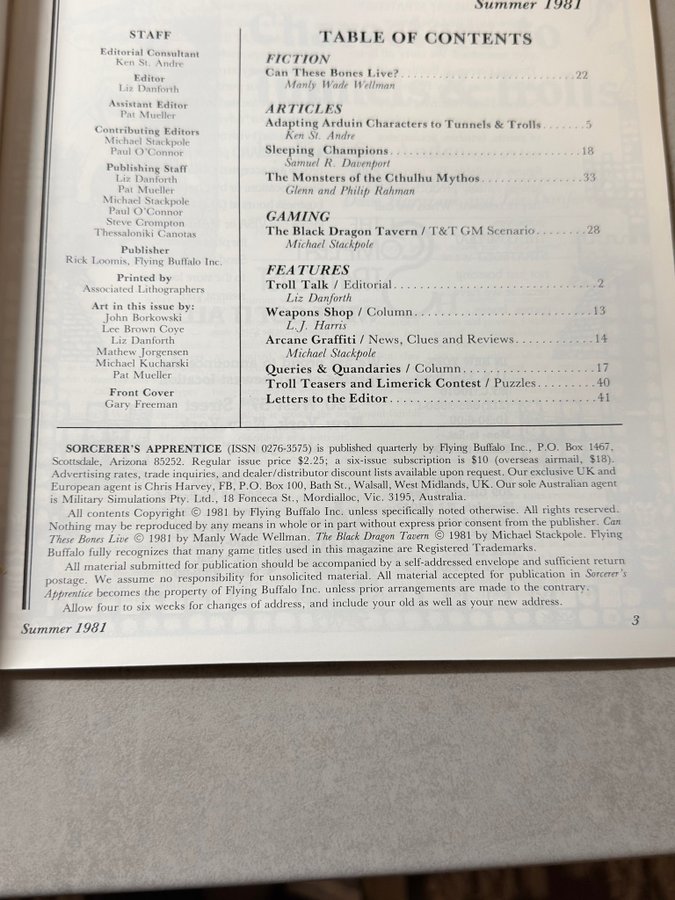 Summer 1981
STAFF
Editorial Consultant
Ken St. Andre
Editor
Liz Danforth
Assistant Editor
Pat Mueller
Contributing Editors
Michael Stackpole
Paul O'Connor
Publishing Staff
Liz Danforth
Pat Mueller
Michael Stackpole
Paul O'Connor
Steve Crompton
Thessaloniki Canotas
Publisher
Rick Loomis, Flying Buffalo Inc.
Printed by
Associated Lithographers
Art in this issue by:
John Borkowski
Lee Brown Coye
Liz Danforth
Mathew Jorgensen
Michael Kucharski
Pat Mueller
Front Cover
Gary Freeman
TABLE OF CONTENTS
FICTION
Can These Bones Live?. . . . . . . . . . . . . . . . . . . . . . . .22
Manly Wade Wellman
ARTICLES
Adapting Arduin Characters to Tunnels & Trolls. . . . . . .5
Ken St. Andre
Sleeping Champions. . . . . . . . . . . . . . . . . . . . . . . . . .18
Samuel R. Davenport
The Monsters of the Cthulhu Mythos. . . . . . . . . . . . . .33
Glenn and Philip Rahman
GAMING
The Black Dragon Tavern / T&T GM Scenario. . . . . . . .28
Michael Stackpole
FEATURES
Troll Talk / Editorial. . . . . . . . . . . . . . . . . . . . . . . . . . .2
Liz Danforth
Weapons Shop / Column. . . . . . . . . . . . . . . . . . . . . . .13
L.J. Harris
Arcane Graffiti / News, Clues and Reviews. . . . . . . . . . .14
Michael Stackpole
Queries & Quandaries / Column. . . . . . . . . . . . . . . . . .17
Troll Teasers and Limerick Contest / Puzzles. . . . . . . . .40
Letters to the Editor. . . . . . . . . . . . . . . . . . . . . . . . . . .41
SORCERER'S APPRENTICE (ISSN 0276-3575) is published quarterly by Flying Buffalo Inc., P.O. Box 1467,
Scottsdale, Arizona 85252. Regular issue price $2.25; a six-issue subscription is $10 (overseas airmail, $18).
Advertising rates, trade inquiries, and dealer/distributor discount lists available upon request. Our exclusive UK and
European agent is Chris Harvey, FB, P.O. Box 100, Bath St., Walsall, West Midlands, UK. Our sole Australian agent
is Military Simulations Pty. Ltd., 18 Fonceca St., Mordialloc, Vic. 3195, Australia.
All contents Copyright © 1981 by Flying Buffalo Inc. unless specifically noted otherwise. All rights reserved.
Nothing may be reproduced by any means in whole or in part without express prior consent from the publisher. Can
These Bones Live © 1981 by Manly Wade Wellman. The Black Dragon Tavern © 1981 by Michael Stackpole. Flying
Buffalo fully recognizes that many game titles used in this magazine are Registered Trademarks.
All material submitted for publication should be accompanied by a self-addressed envelope and sufficient return
postage. We assume no responsibility for unsolicited material. All material accepted for publication in Sorcerer's
Apprentice becomes the property of Flying Buffalo Inc. unless prior arrangements are made to the contrary.
Allow four to six weeks for changes of address, and include your old as well as your new address.
Summer 1981
3